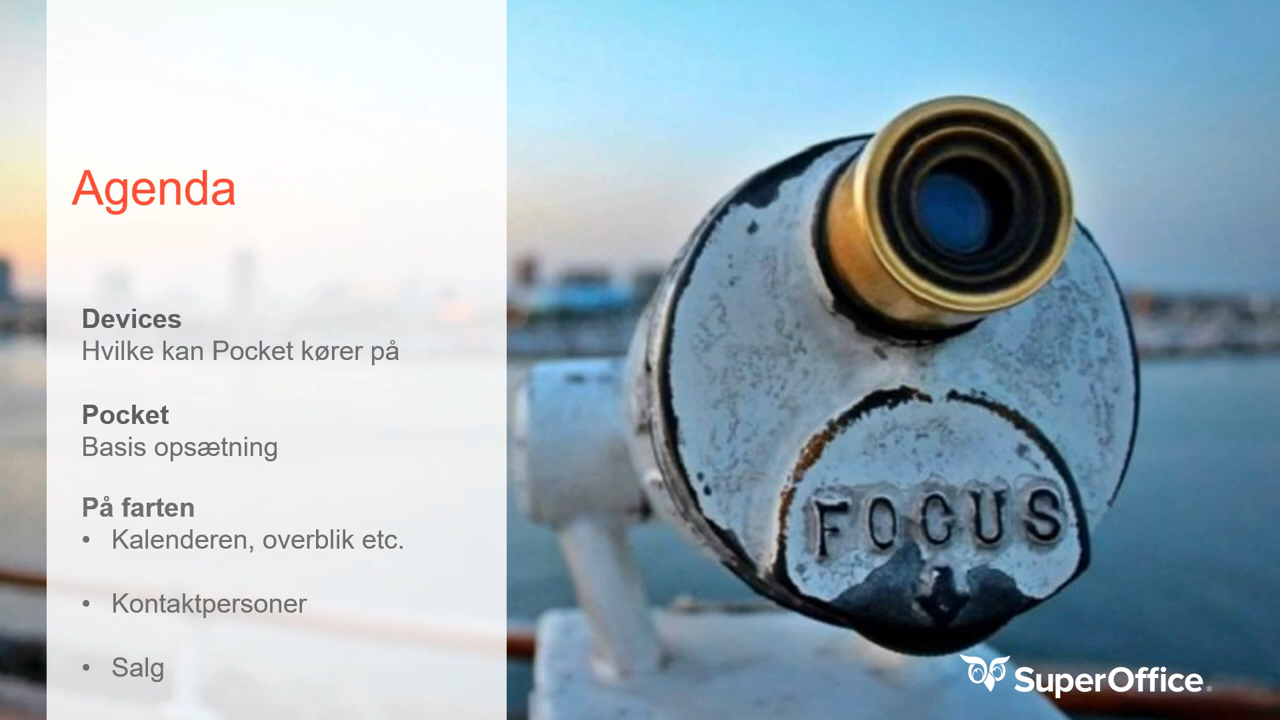 Agenda
Devices
Hvilke kan Pocket kører på
Pocket
Basis opsætning
På farten
• Kalenderen, overblik etc.
• Kontaktpersoner
• Salg
FOCUS
SuperOffice®